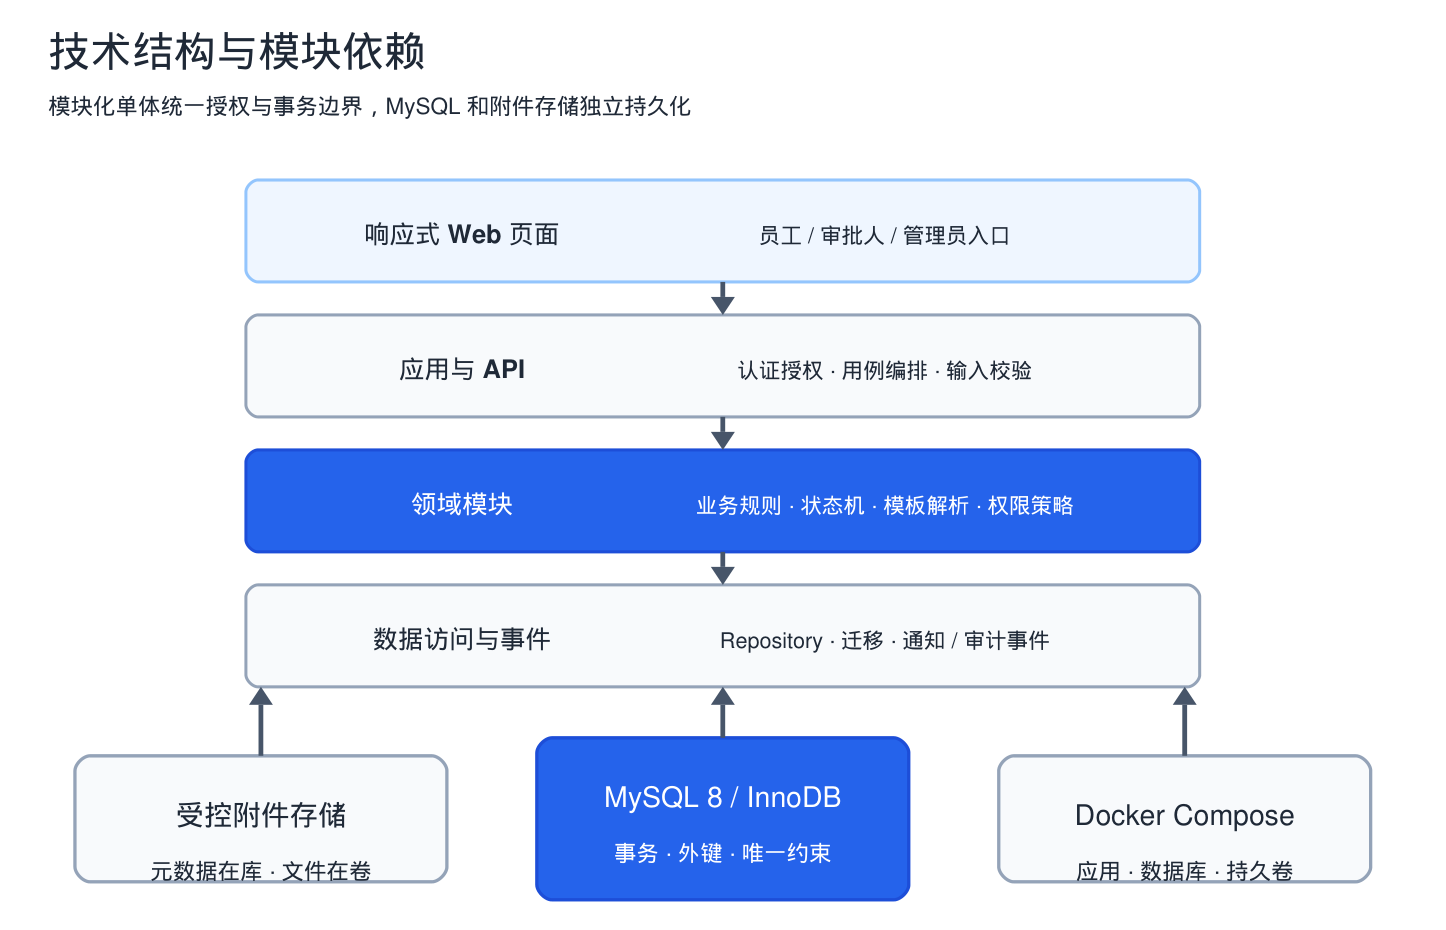 技术结构与模块依赖
模块化单体统一授权与事务边界，MySQL 和附件存储独立持久化
响应式 Web 页面
员工 / 审批人 / 管理员入口
应用与 API
认证授权 · 用例编排 · 输入校验
领域模块
业务规则 · 状态机 · 模板解析 · 权限策略
数据访问与事件
Repository · 迁移 · 通知 / 审计事件
受控附件存储
元数据在库 · 文件在卷
MySQL 8 / InnoDB
事务 · 外键 · 唯一约束
Docker Compose
应用 · 数据库 · 持久卷